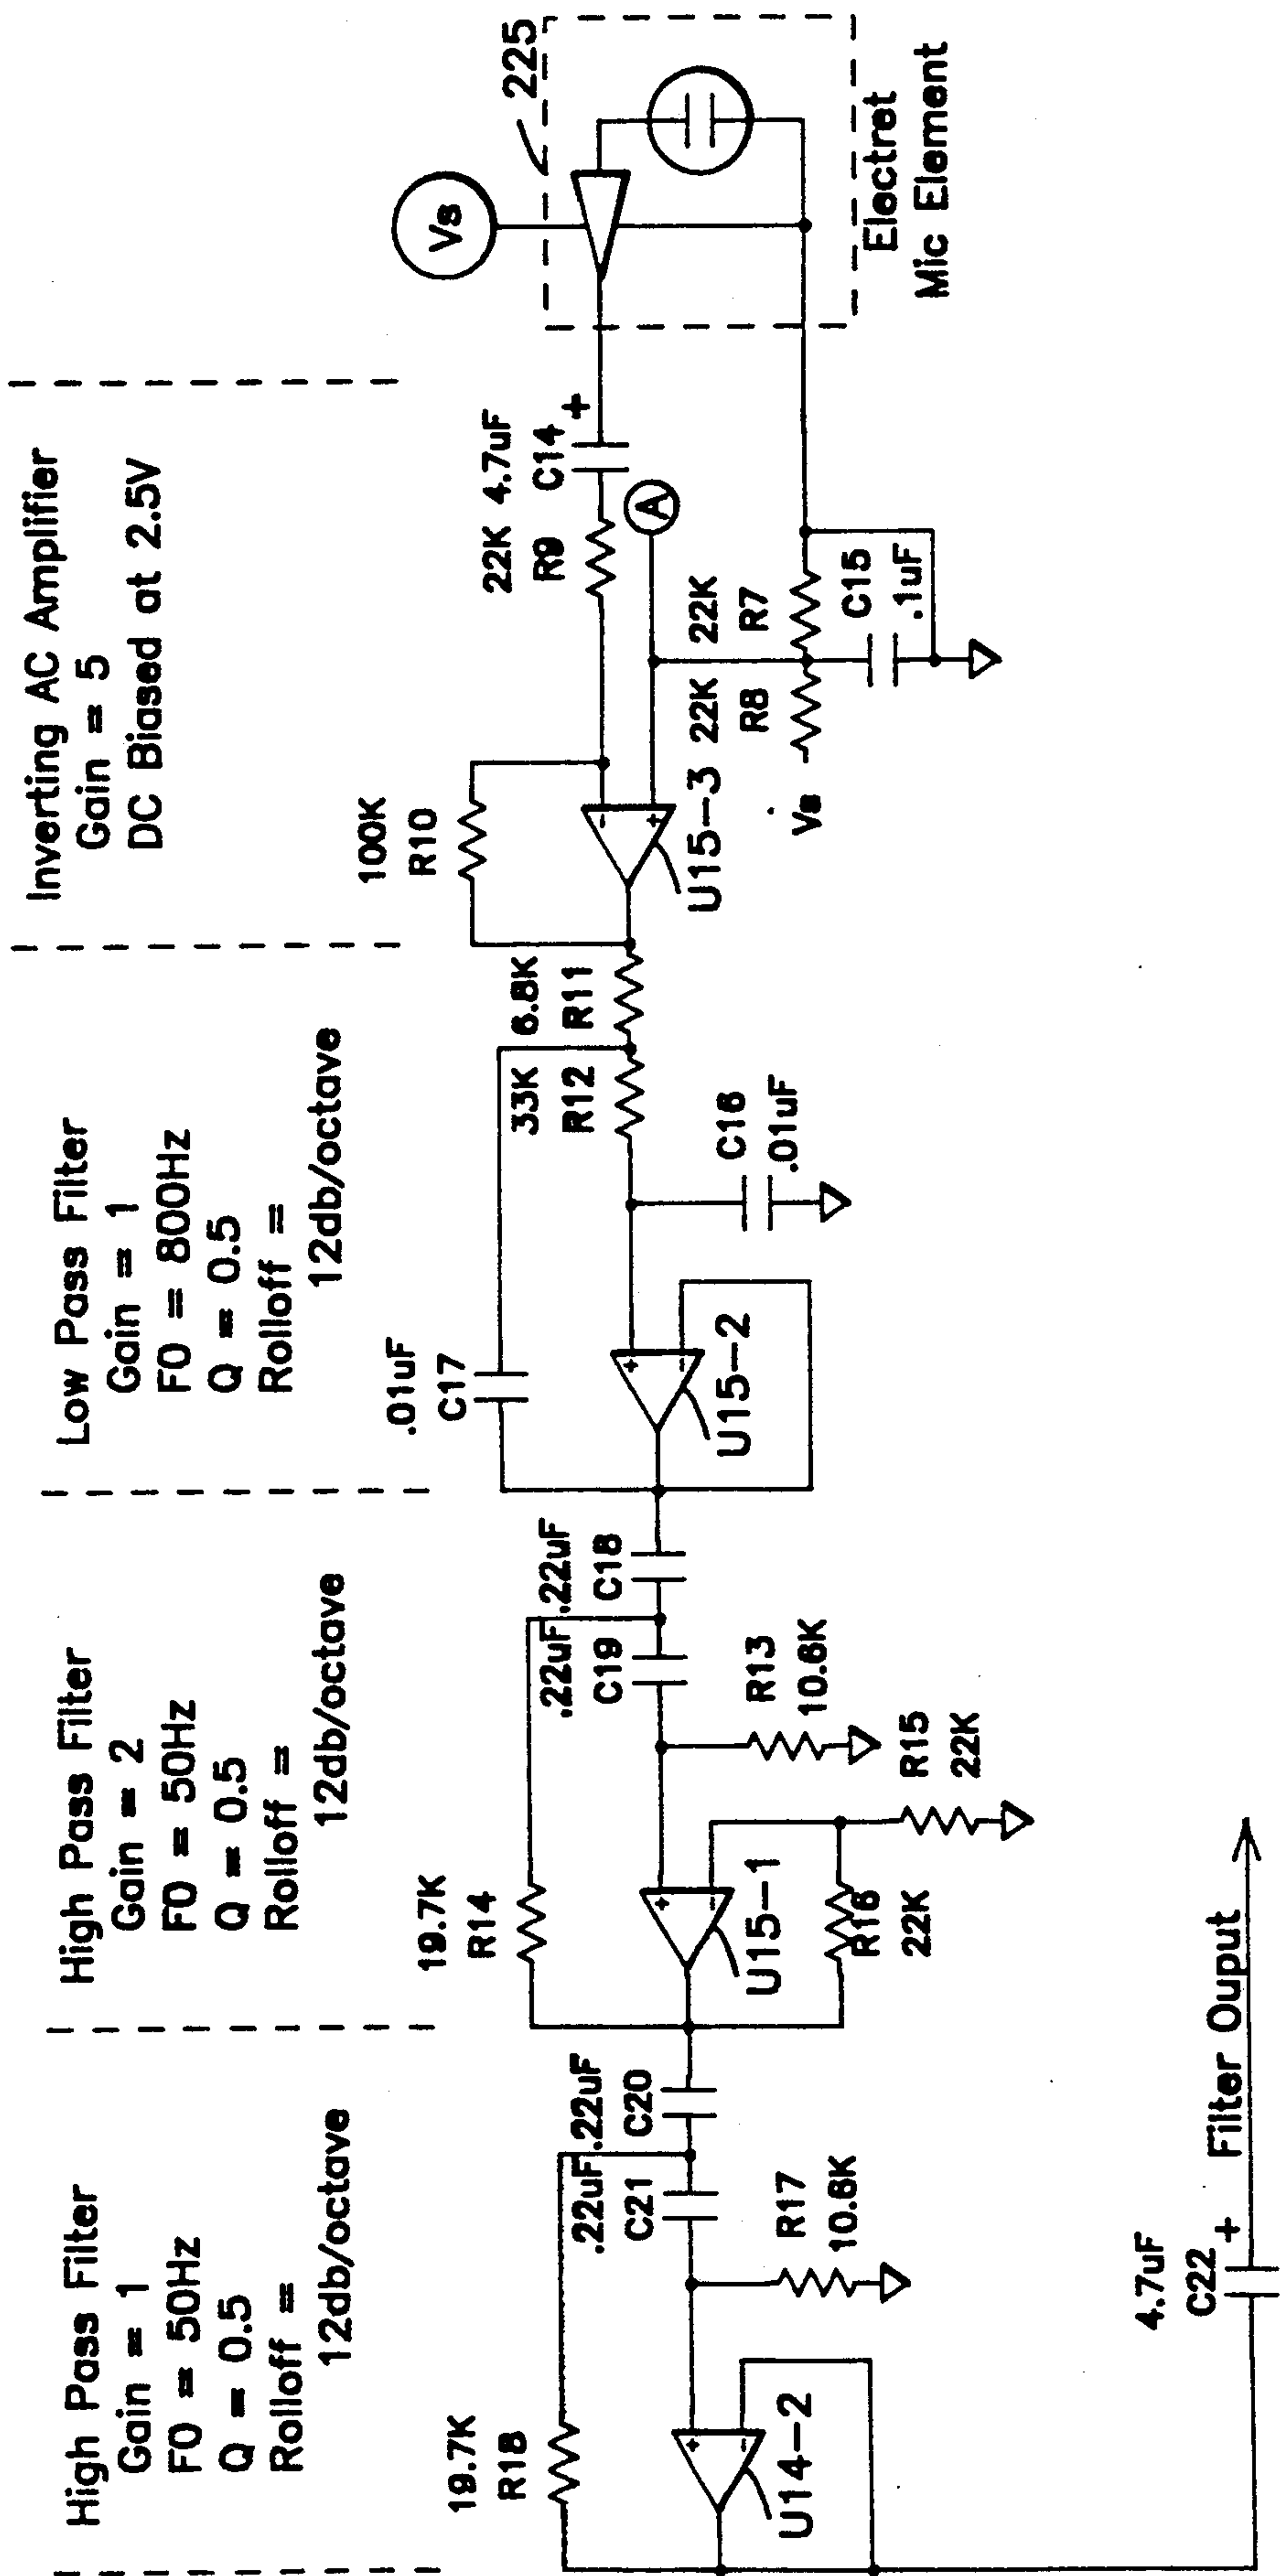 High Pass Filter
Gain = 1
F0 = 50Hz
Q = 0.5
Rolloff =
12db/octave
High Pass Filter
Gain = 2
F0 = 50Hz
Q = 0.5
Rolloff =
12db/octave
Low Pass Filter
Gain = 1
F0 = 800Hz
Q = 0.5
Rolloff =
12db/octave
Inverting AC Amplifier
Gain = 5
DC Biased at 2.5V
19.7K
R18
.22uF
C21
.22uF
C20
R17
10.6K
+
-
U14-2
4.7uF
C22
+
Filter Ouput
19.7K
R14
.22uF
C19
.22uF
C18
R13
10.6K
R15
22K
+
-
U15-1
R16
22K
.01uF
C17
33K
R12
6.8K
R11
C16
.01uF
+
-
U15-2
100K
R10
22K
R9
4.7uF
C14
+
A
-
+
U15-3
22K
R8
22K
R7
Vs
C15
.1uF
Vs
225
Electret
Mic Element